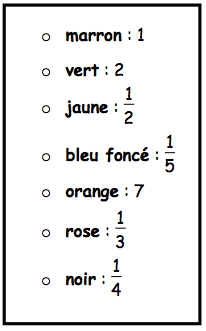 ○ marron : 1
○ vert : 2
○ jaune : 1/2
○ bleu foncé : 1/5
○ orange : 7
○ rose : 1/3
○ noir : 1/4